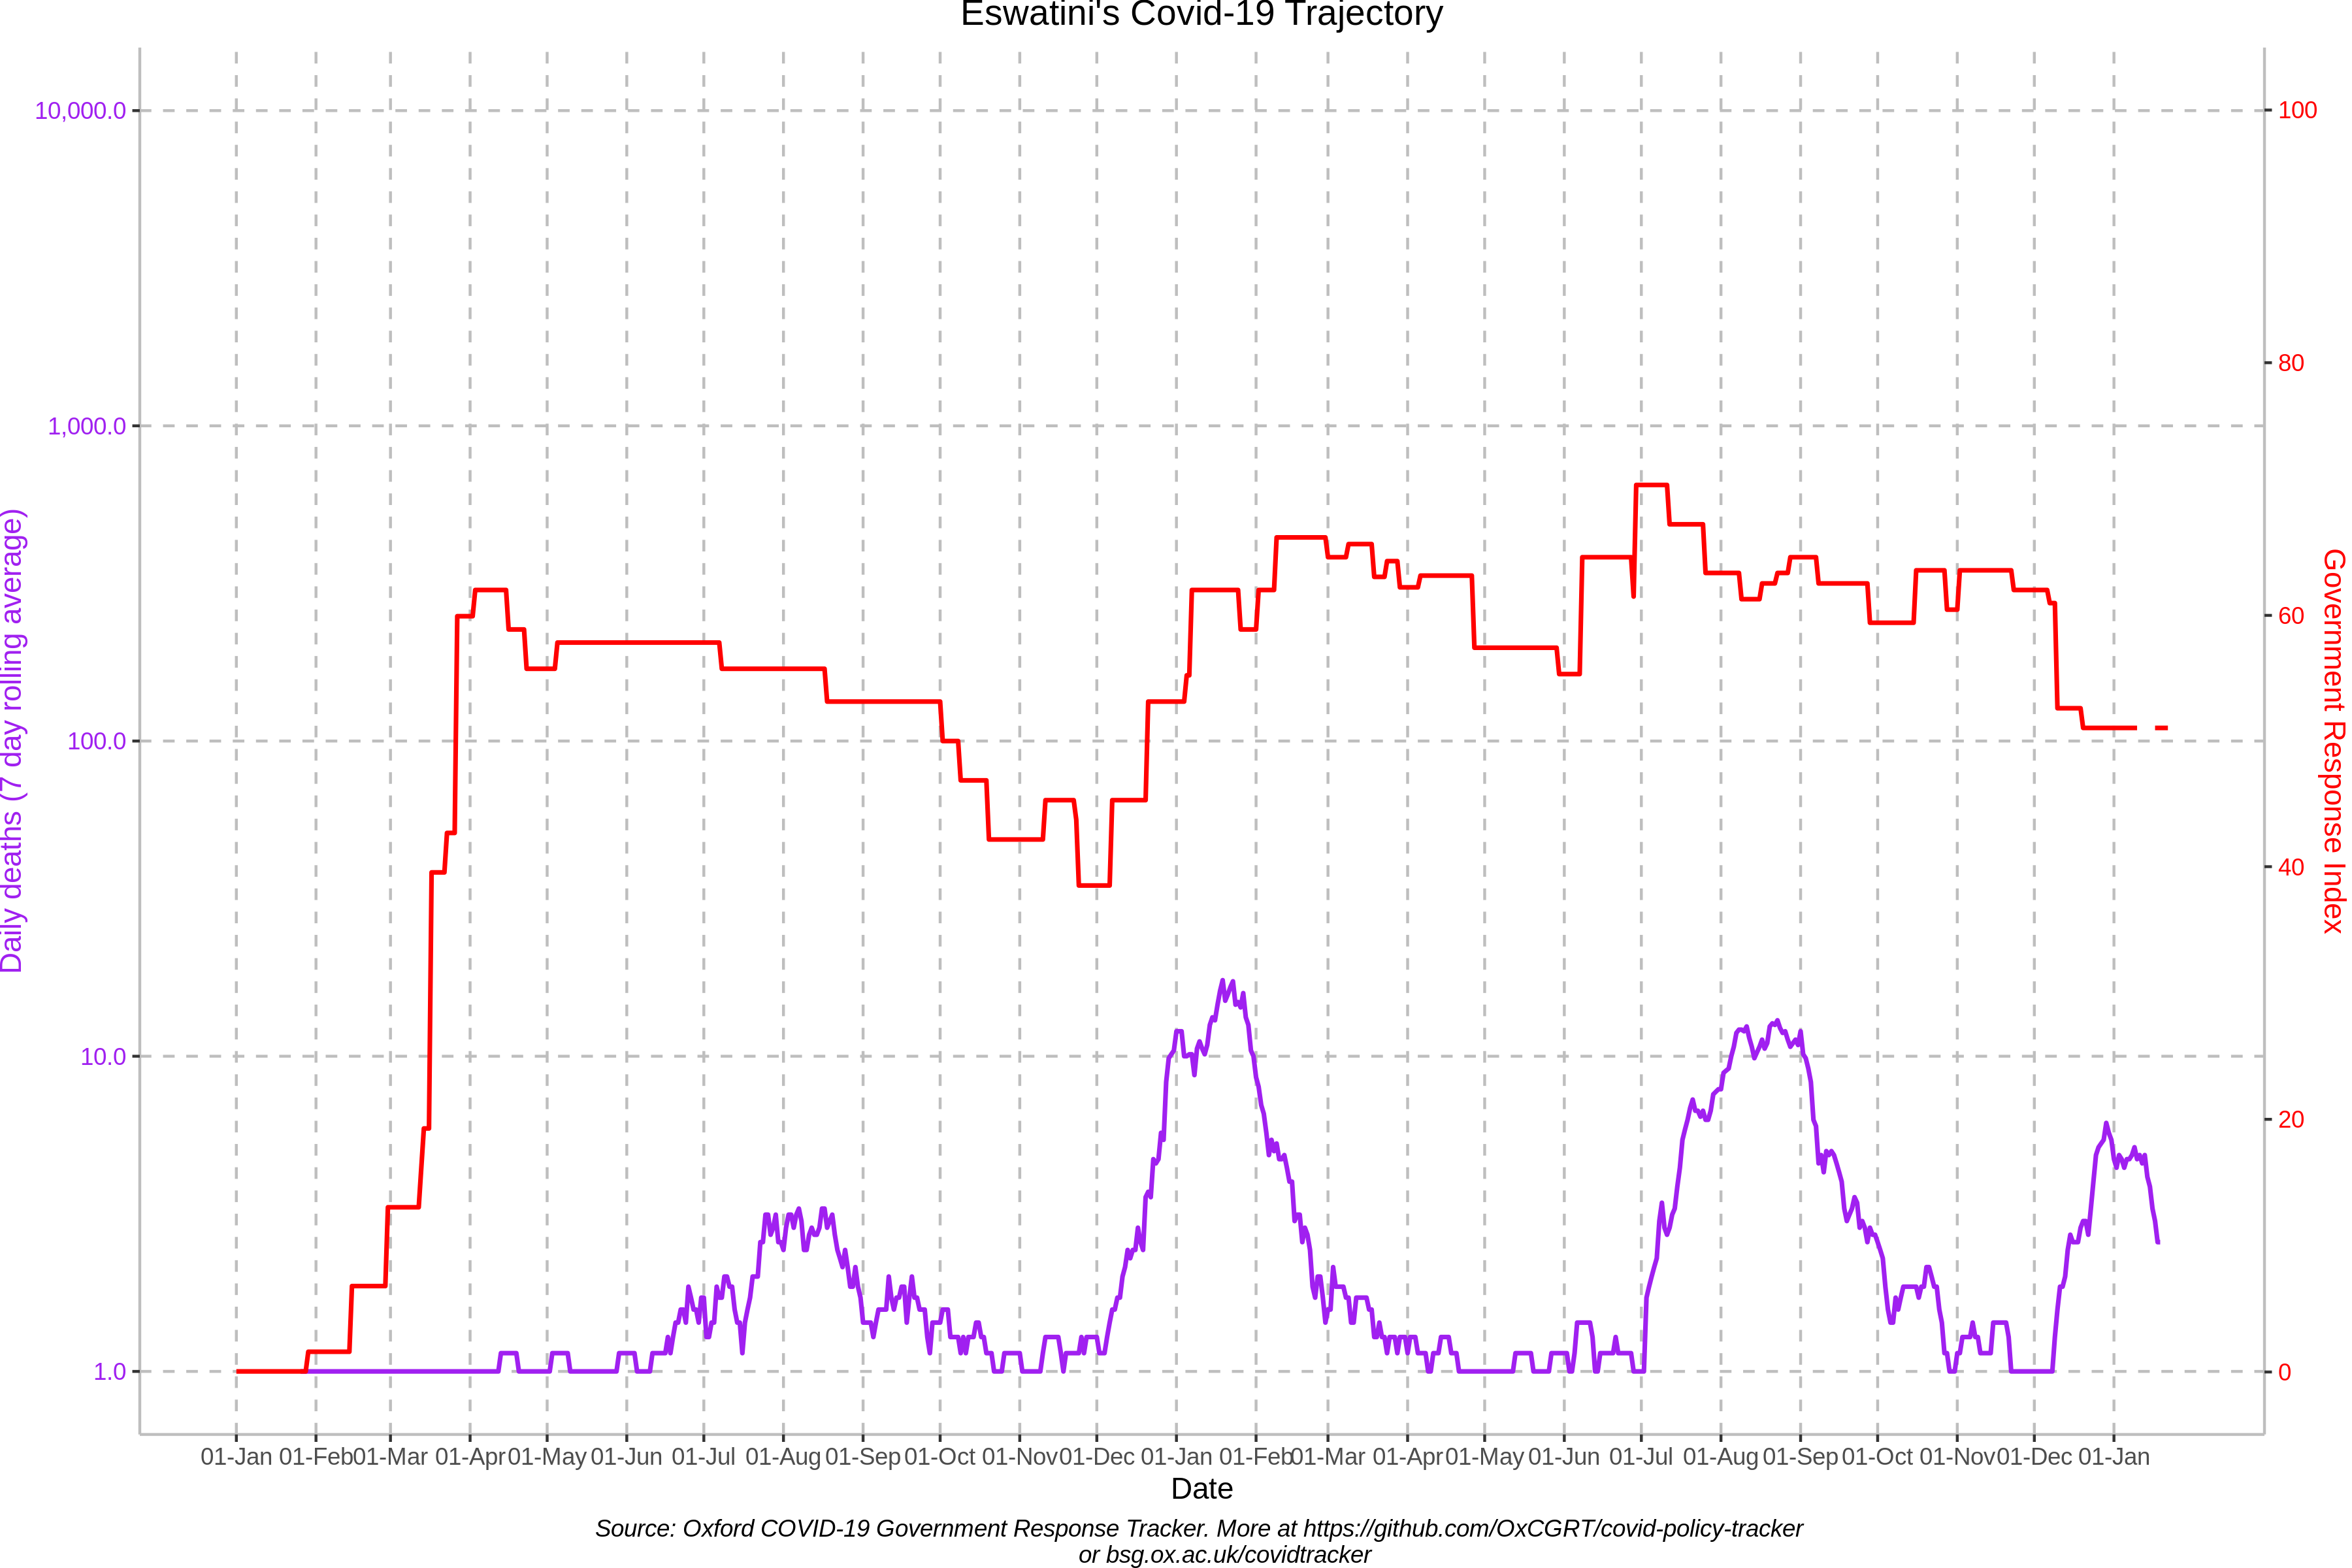 Eswatini's Covid-19 Trajectory
10,000.0
1,000.0
100.0
10.0
1.0
Daily deaths (7 day rolling average)
100
80
60
40
20
0
Government Response Index
01-Jan 01-Feb 01-Mar 01-Apr 01-May 01-Jun 01-Jul 01-Aug 01-Sep 01-Oct 01-Nov 01-Dec 01-Jan 01-Feb 01-Mar 01-Apr 01-May 01-Jun 01-Jul 01-Aug 01-Sep 01-Oct 01-Nov 01-Dec 01-Jan
Date
Source: Oxford COVID-19 Government Response Tracker. More at https://github.com/OxCGRT/covid-policy-tracker
or bsg.ox.ac.uk/covidtracker